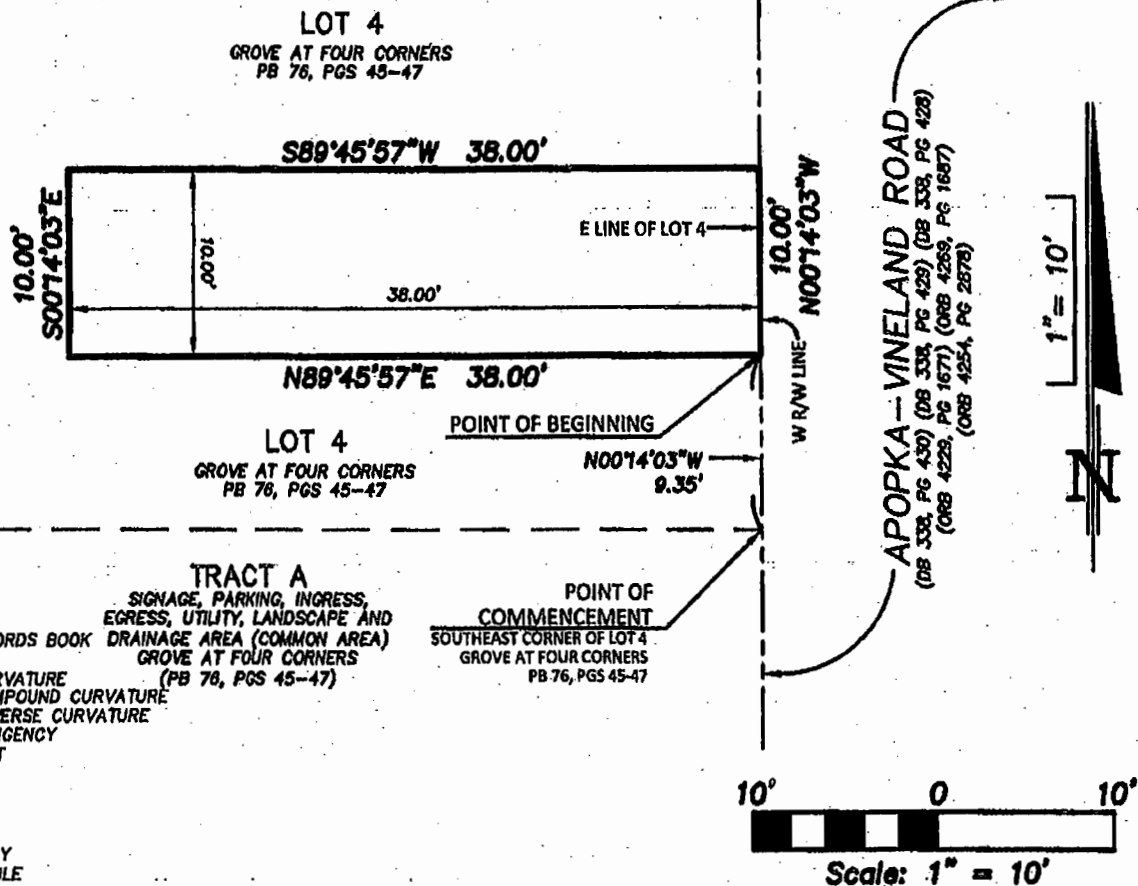 LOT 4
GROVE AT FOUR CORNERS
PB 76, PGS 45-47
S89°45'57"W 38.00'
10.00'
S00°14'03"E
10.00'
38.00'
E LINE OF LOT 4
10.00'
N00°14'03"W
N89°45'57"E 38.00'
POINT OF BEGINNING
W R/W LINE
LOT 4
GROVE AT FOUR CORNERS
PB 76, PGS 45-47
N00°14'03"W
9.35'
APOPKA-VINELAND ROAD
(DB 338, PG 430) (DB 338, PG 429) (DB 338, PG 428)
(ORB 4229, PG 1671) (ORB 4269, PG 1687)
(ORB 4254, PG 2878)
1" = 10'
N
TRACT A
SIGNAGE, PARKING, INGRESS,
EGRESS, UTILITY, LANDSCAPE AND
DRAINAGE AREA (COMMON AREA)
GROVE AT FOUR CORNERS
(PB 76, PGS 45-47)
POINT OF
COMMENCEMENT
SOUTHEAST CORNER OF LOT 4
GROVE AT FOUR CORNERS
PB 76, PGS 45-47
ORDS BOOK
RVATURE
MPOUND CURVATURE
ERSE CURVATURE
NGENCY
T
Y
OLE
10' 0 10'
Scale: 1" = 10'